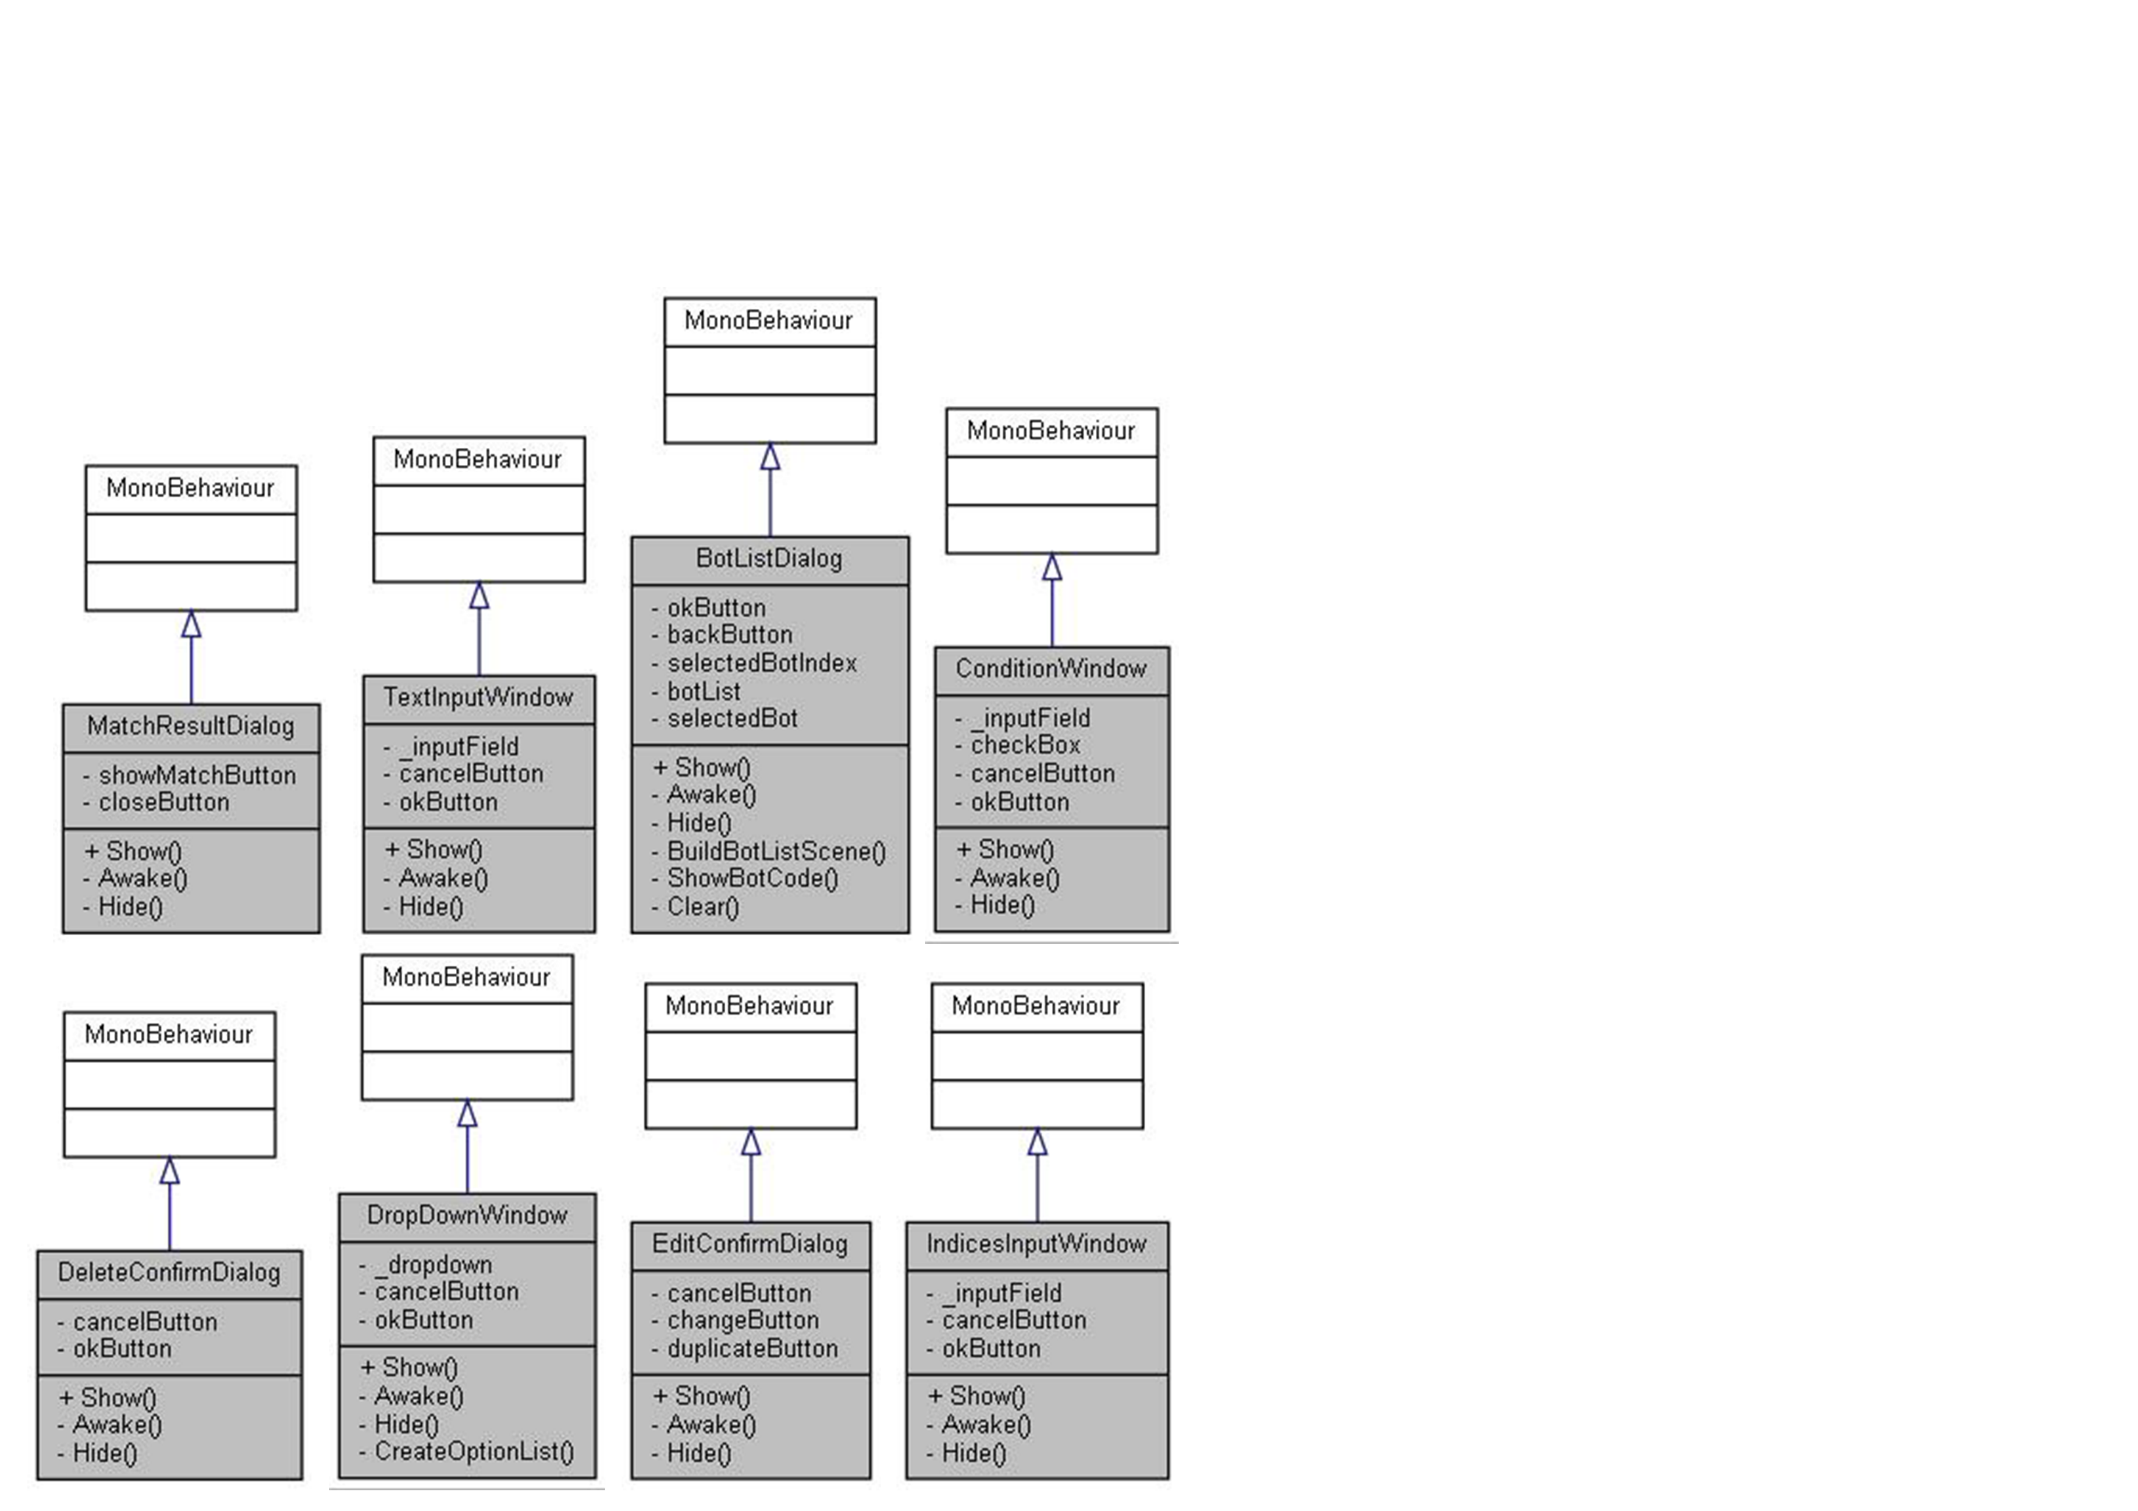 MonoBehaviour
MatchResultDialog
- showMatchButton
- closeButton
+ Show()
- Awake()
- Hide()
MonoBehaviour
TextInputWindow
- _inputField
- cancelButton
- okButton
+ Show()
- Awake()
- Hide()
MonoBehaviour
BotListDialog
- okButton
- backButton
- selectedBotIndex
- botList
- selectedBot
+ Show()
- Awake()
- Hide()
- BuildBotListScene()
- ShowBotCode()
- Clear()
MonoBehaviour
ConditionWindow
- _inputField
- checkBox
- cancelButton
- okButton
+ Show()
- Awake()
- Hide()
MonoBehaviour
DeleteConfirmDialog
- cancelButton
- okButton
+ Show()
- Awake()
- Hide()
MonoBehaviour
DropDownWindow
- _dropdown
- cancelButton
- okButton
+ Show()
- Awake()
- Hide()
- CreateOptionList()
MonoBehaviour
EditConfirmDialog
- cancelButton
- changeButton
- duplicateButton
+ Show()
- Awake()
- Hide()
MonoBehaviour
IndicesInputWindow
- _inputField
- cancelButton
- okButton
+ Show()
- Awake()
- Hide()